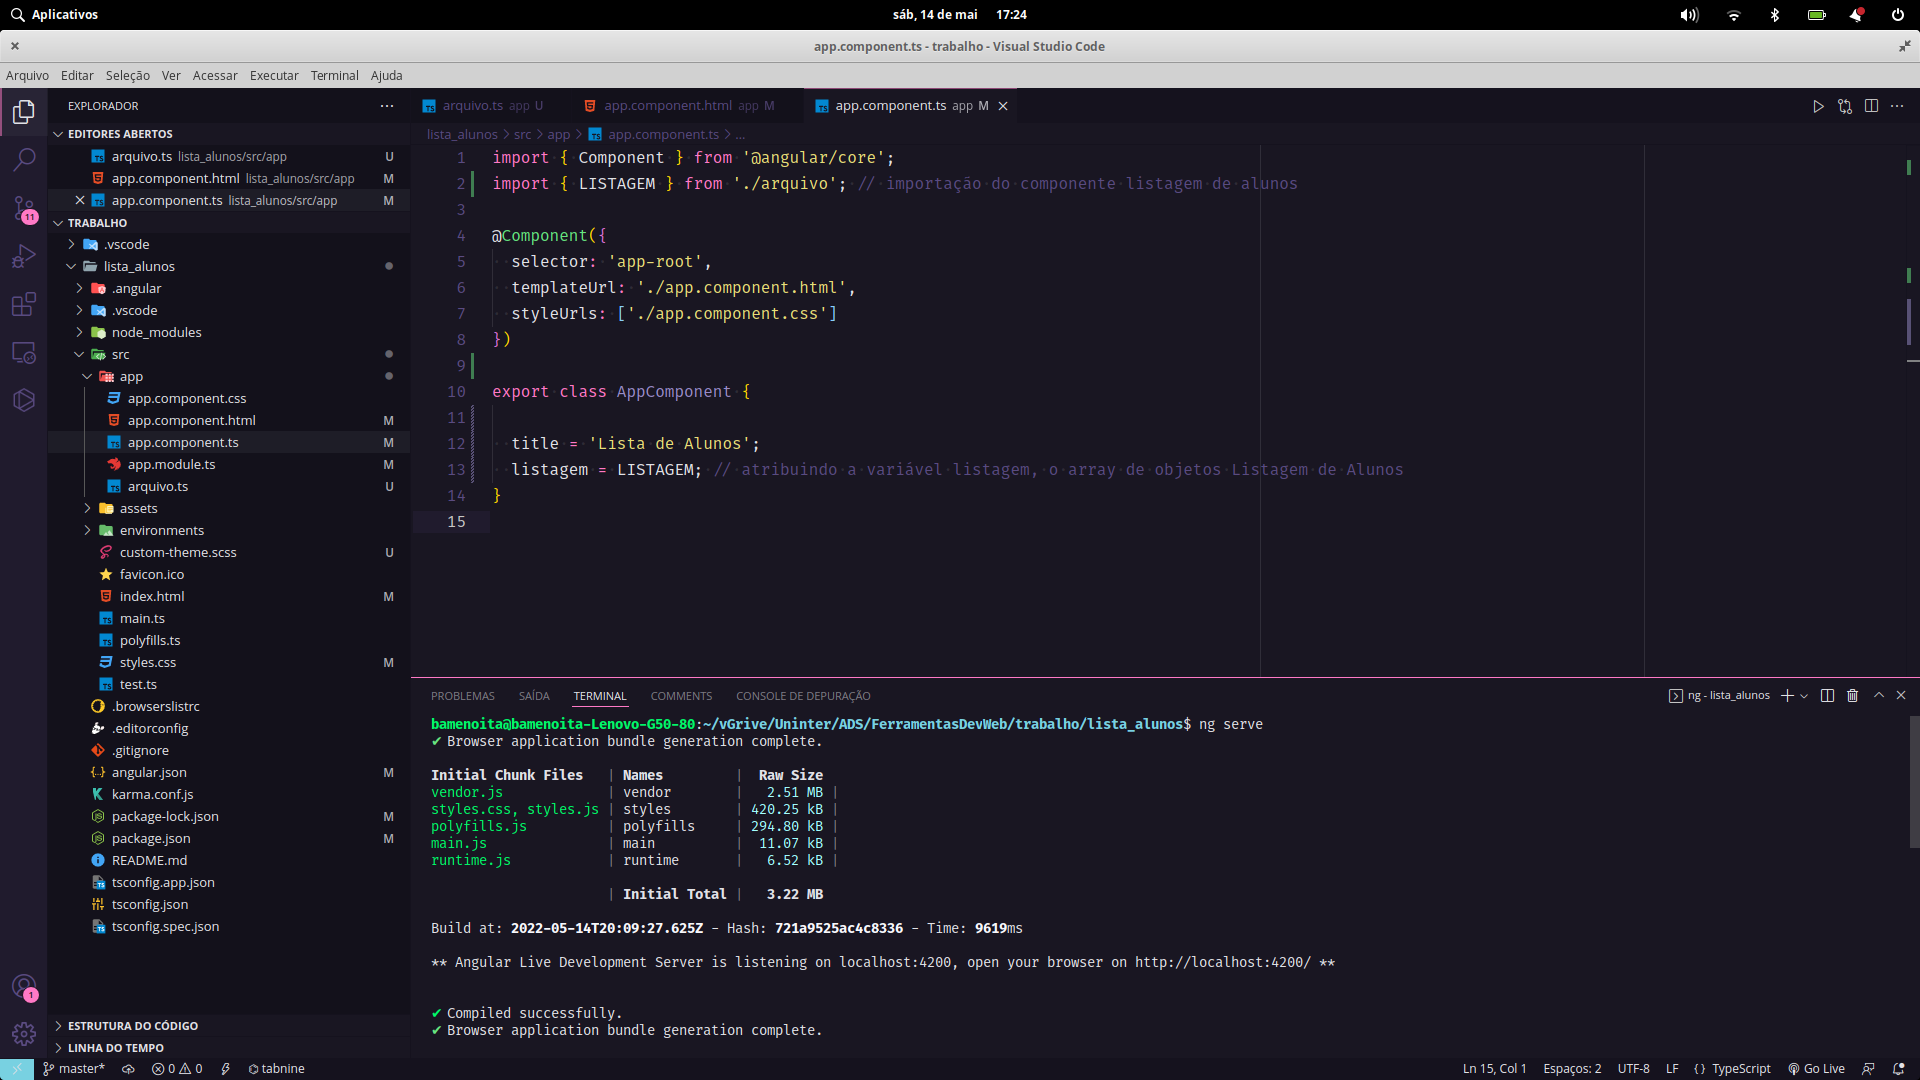 Aplicativos
sáb, 14 de mai 17:24
app.component.ts - trabalho - Visual Studio Code
Arquivo Editar Seleção Ver Acessar Executar Terminal Ajuda
EXPLORADOR
EDITORES ABERTOS
arquivo.ts lista_alunos/src/app U
app.component.html lista_alunos/src/app M
app.component.ts lista_alunos/src/app M
TRABALHO
.vscode
lista_alunos
.angular
.vscode
node_modules
src
app
app.component.css
app.component.html M
app.component.ts M
app.module.ts M
arquivo.ts U
assets
environments
custom-theme.scss U
favicon.ico
index.html M
main.ts
polyfills.ts
styles.css M
test.ts
.browserslistrc
.editorconfig
.gitignore
angular.json M
karma.conf.js
package-lock.json M
package.json M
README.md
tsconfig.app.json
tsconfig.json
tsconfig.spec.json
ESTRUTURA DO CÓDIGO
LINHA DO TEMPO
11
1
arquivo.ts app U app.component.html app M app.component.ts app M
lista_alunos > src > app > app.component.ts > ...
1 import { Component } from '@angular/core';
2 import { LISTAGEM } from './arquivo'; // importação do componente listagem de alunos
3
4 @Component({
5 selector: 'app-root',
6 templateUrl: './app.component.html',
7 styleUrls: ['./app.component.css']
8 })
9
10 export class AppComponent {
11
12 title = 'Lista de Alunos';
13 listagem = LISTAGEM; // atribuindo a variável listagem, o array de objetos Listagem de Alunos
14 }
15
PROBLEMAS SAÍDA TERMINAL COMMENTS CONSOLE DE DEPURAÇÃO
ng - lista_alunos
bamenoita@bamenoita-Lenovo-G50-80:~/vGrive/Uninter/ADS/FerramentasDevWeb/trabalho/lista_alunos$ ng serve
✔ Browser application bundle generation complete.
Initial Chunk Files | Names | Raw Size
vendor.js | vendor | 2.51 MB |
styles.css, styles.js | styles | 420.25 kB |
polyfills.js | polyfills | 294.80 kB |
main.js | main | 11.07 kB |
runtime.js | runtime | 6.52 kB |
| Initial Total | 3.22 MB
Build at: 2022-05-14T20:09:27.625Z - Hash: 721a9525ac4c8336 - Time: 9619ms
** Angular Live Development Server is listening on localhost:4200, open your browser on http://localhost:4200/ **
✔ Compiled successfully.
✔ Browser application bundle generation complete.
master* 0 0 tabnine
Ln 15, Col 1 Espaços: 2 UTF-8 LF {} TypeScript Go Live